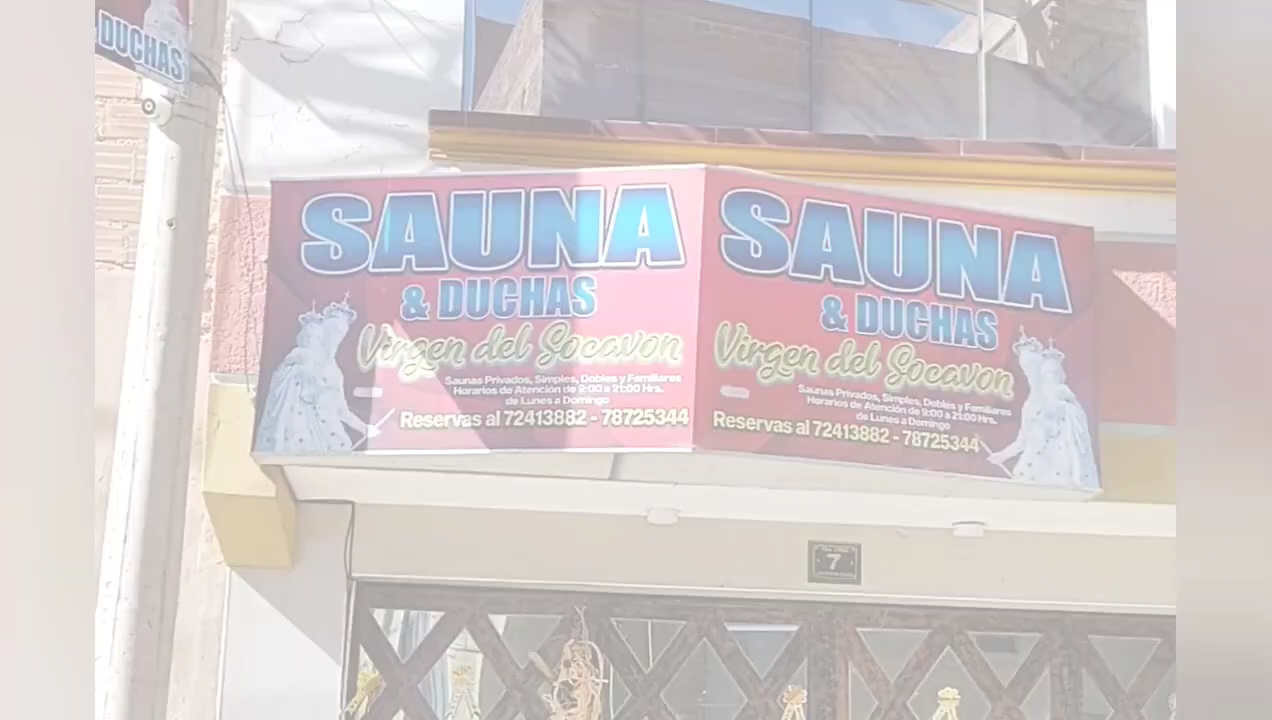 DUCHAS
SAUNA
& DUCHAS
Virgen del Socavon
Saunas Privados, Simples, Dobles y Familiares
Horarios de Atención de 9:00 a 21:00 Hrs.
de Lunes a Domingo
Reservas al 72413882 - 78725344
SAUNA
& DUCHAS
Virgen del Socavon
Saunas Privados, Simples, Dobles y Familiares
Horarios de Atención de 9:00 a 21:00 Hrs.
de Lunes a Domingo
Reservas al 72413882 - 78725344
7